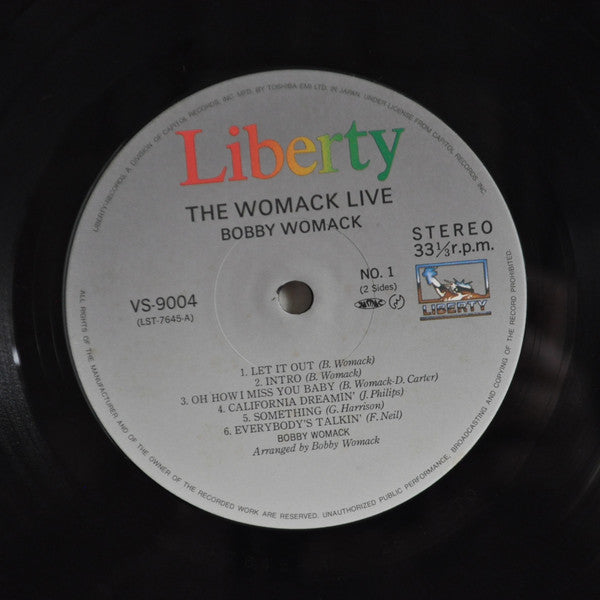 LIBERTY-RECORDS, A DIVISION OF CAPITOL RECORDS, INC. MFD. BY TOSHIBA EMI LTD. IN JAPAN. UNDER LICENSE FROM CAPITOL RECORDS, INC.
Liberty
THE WOMACK LIVE
BOBBY WOMACK
STEREO
33⅓ r.p.m.
NO. 1
(2 Sides)
VS-9004
(LST-7645-A)
LIBERTY
1. LET IT OUT (B. Womack)
2. INTRO (B. Womack)
3. OH HOW I MISS YOU BABY (B. Womack-D. Carter)
4. CALIFORNIA DREAMIN' (J. Philips)
5. SOMETHING (G. Harrison)
6. EVERYBODY'S TALKIN' (F. Neil)
BOBBY WOMACK
Arranged by Bobby Womack
ALL RIGHTS OF THE MANUFACTURER AND OF THE OWNER OF THE RECORDED WORK ARE RESERVED. UNAUTHORIZED PUBLIC PERFORMANCE, BROADCASTING AND COPYING OF THE RECORD PROHIBITED.